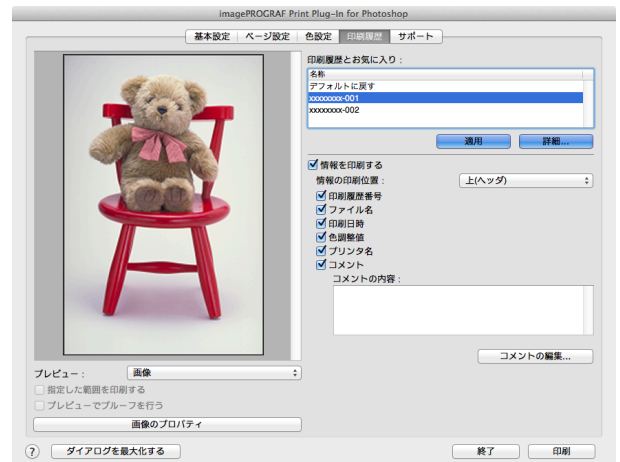 imagePROGRAF Print Plug-In for Photoshop
基本設定 ページ設定 色設定 印刷履歴 サポート
印刷履歴とお気に入り：
名称
デフォルトに戻す
xxxxxxxx-001
xxxxxxxx-002
適用 詳細...
情報を印刷する
情報の印刷位置： 上(ヘッダ)
印刷履歴番号
ファイル名
印刷日時
色調整値
プリンタ名
コメント
コメントの内容：
コメントの編集...
プレビュー： 画像
指定した範囲を印刷する
プレビューでプルーフを行う
画像のプロパティ
? ダイアログを最大化する 終了 印刷